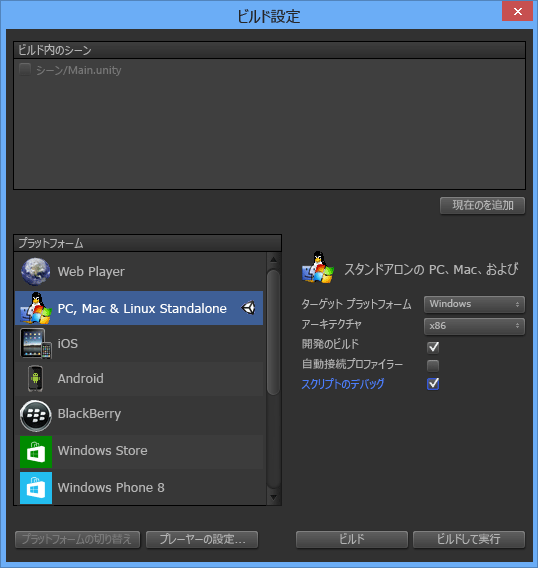 ビルド設定
ビルド内のシーン
シーン/Main.unity
現在のを追加
プラットフォーム
Web Player
PC, Mac & Linux Standalone
iOS
Android
BlackBerry
Windows Store
Windows Phone 8
スタンドアロンの PC、Mac、および
ターゲット プラットフォーム Windows
アーキテクチャ x86
開発のビルド
自動接続プロファイラー
スクリプトのデバッグ
プラットフォームの切り替え プレーヤーの設定... ビルド ビルドして実行